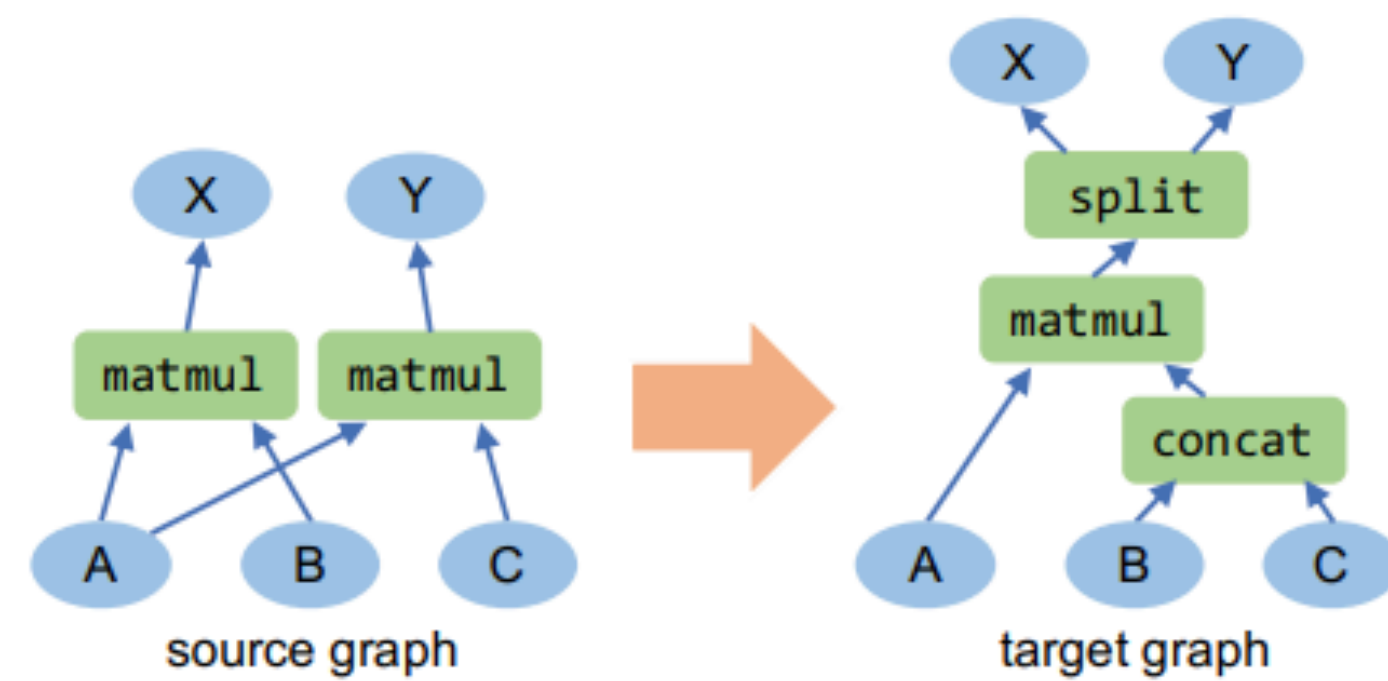 X Y
matmul matmul
A B C
source graph
X Y
split
matmul
concat
A B C
target graph